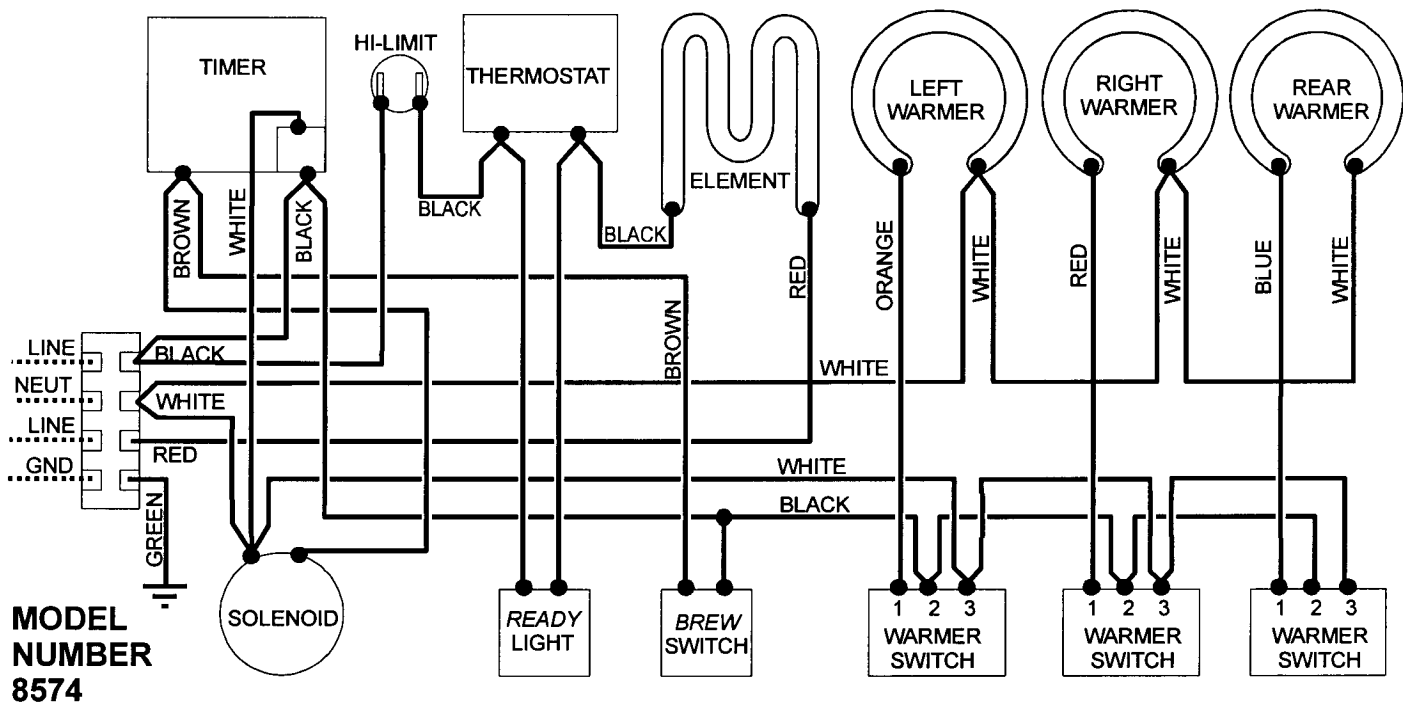 TIMER
HI-LIMIT
THERMOSTAT
ELEMENT
LEFT
WARMER
RIGHT
WARMER
REAR
WARMER
BROWN
WHITE
BLACK
BLACK
BLACK
RED
ORANGE
WHITE
RED
WHITE
BLUE
WHITE
BROWN
LINE
BLACK
NEUT
WHITE
WHITE
LINE
RED
GND
GREEN
WHITE
BLACK
SOLENOID
READY
LIGHT
BREW
SWITCH
1 2 3
WARMER
SWITCH
1 2 3
WARMER
SWITCH
1 2 3
WARMER
SWITCH
MODEL
NUMBER
8574